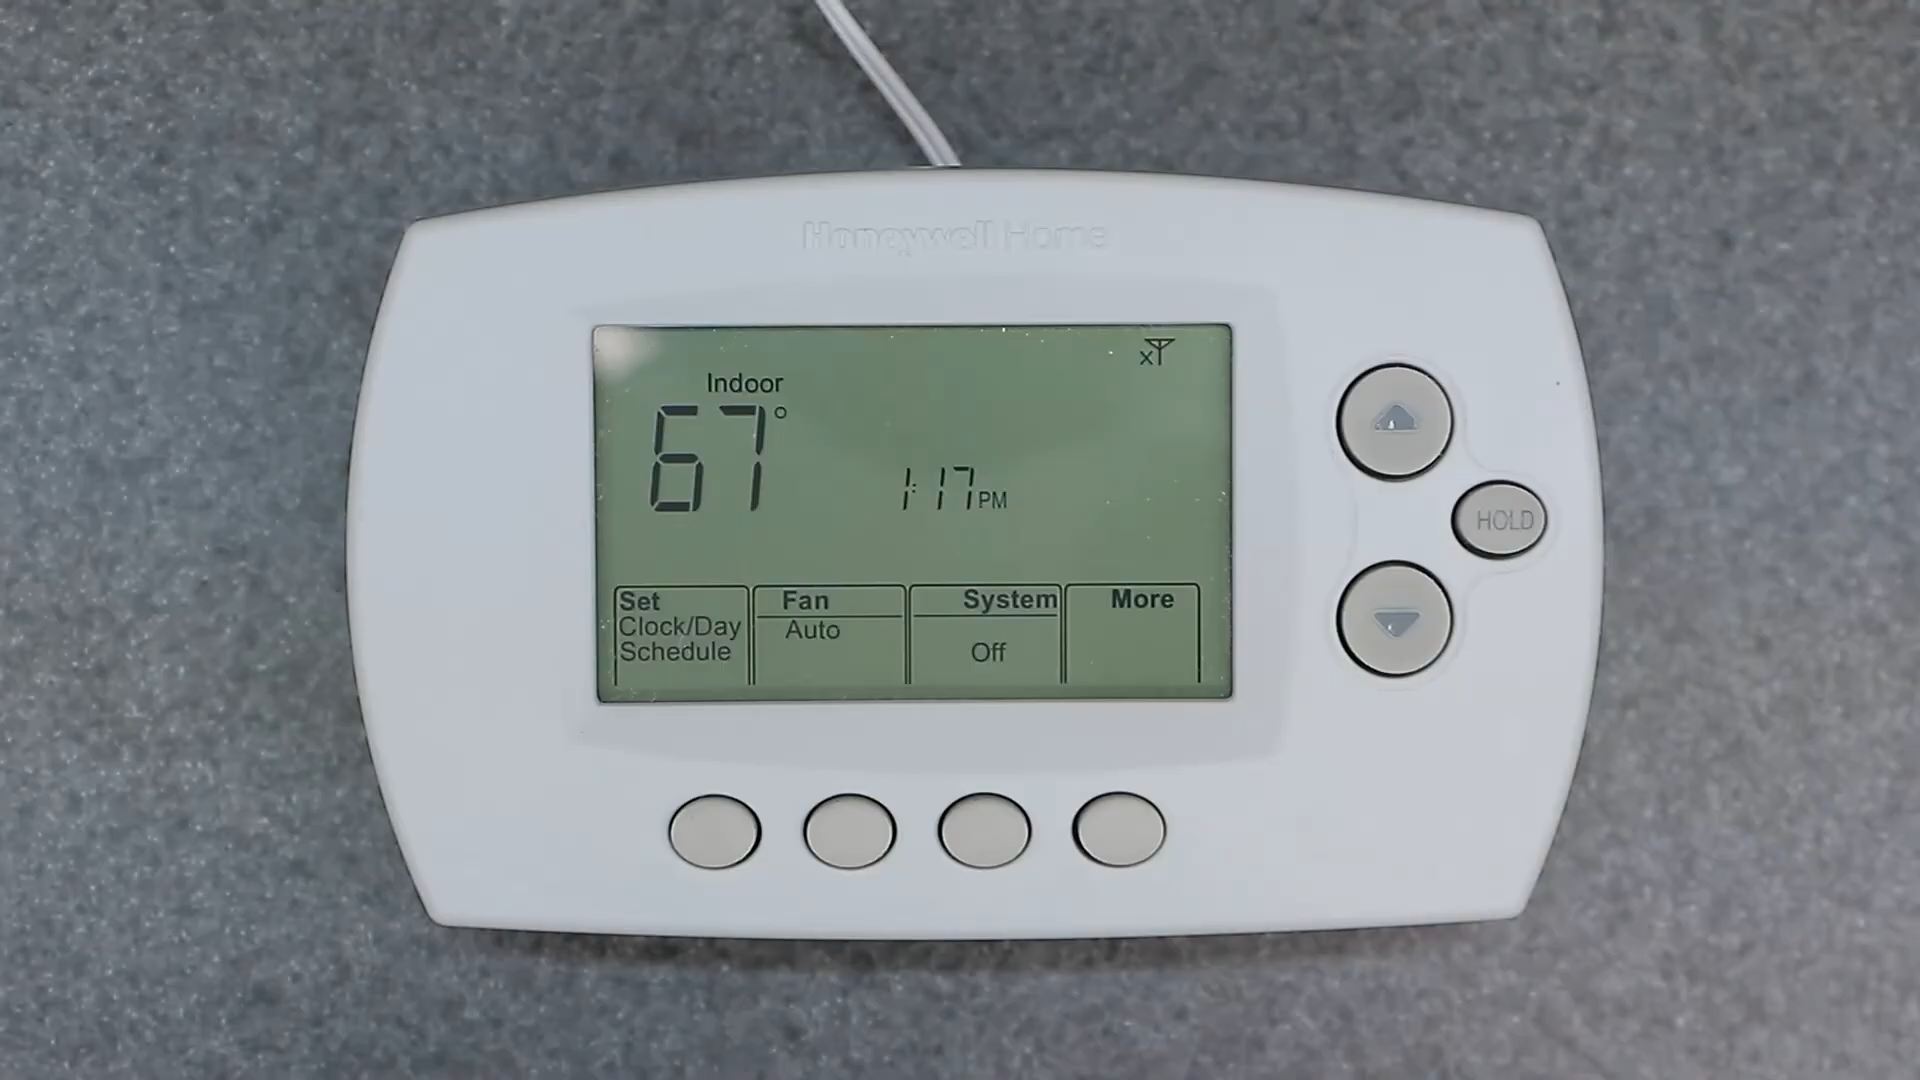 Honeywell Home
Indoor
67°
1:17 PM
Set
Clock/Day
Schedule
Fan
Auto
System
Off
More
HOLD